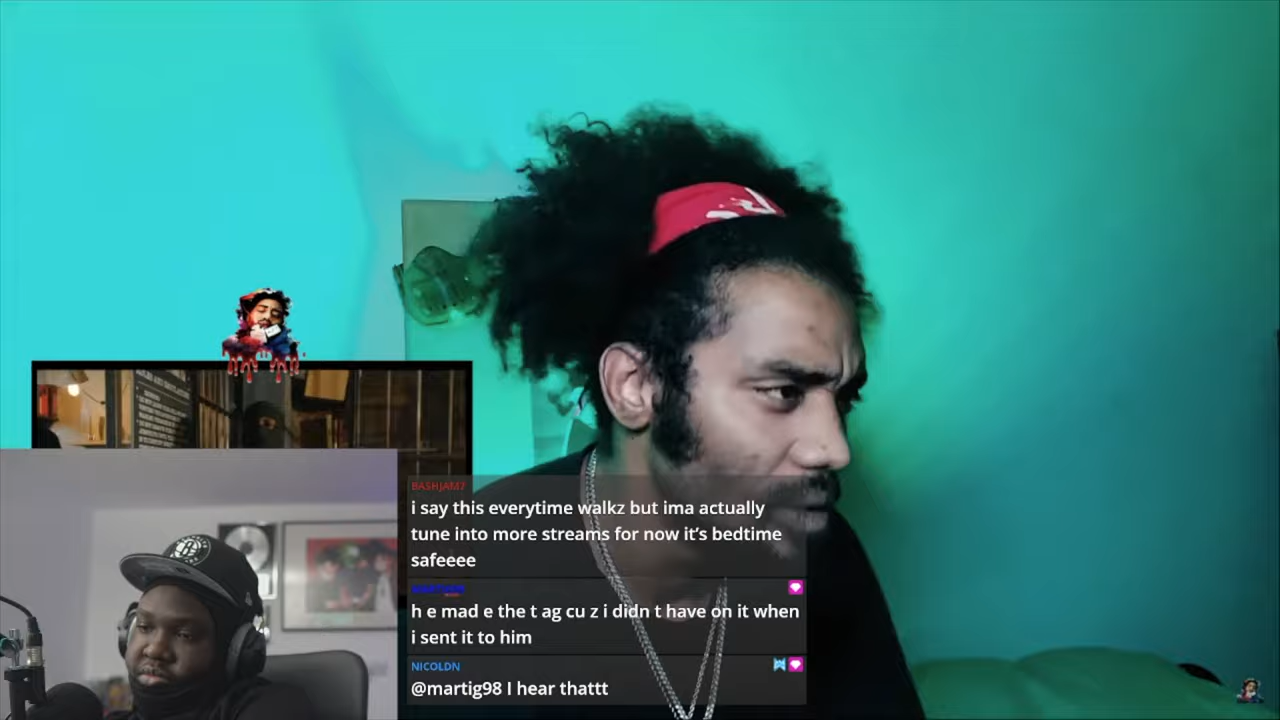 BASHJAM7
i say this everytime walkz but ima actually
tune into more streams for now it’s bedtime
safeeee
h e mad e the t ag cu z i didn t have on it when
i sent it to him
NICOLDN
@martig98 I hear thattt